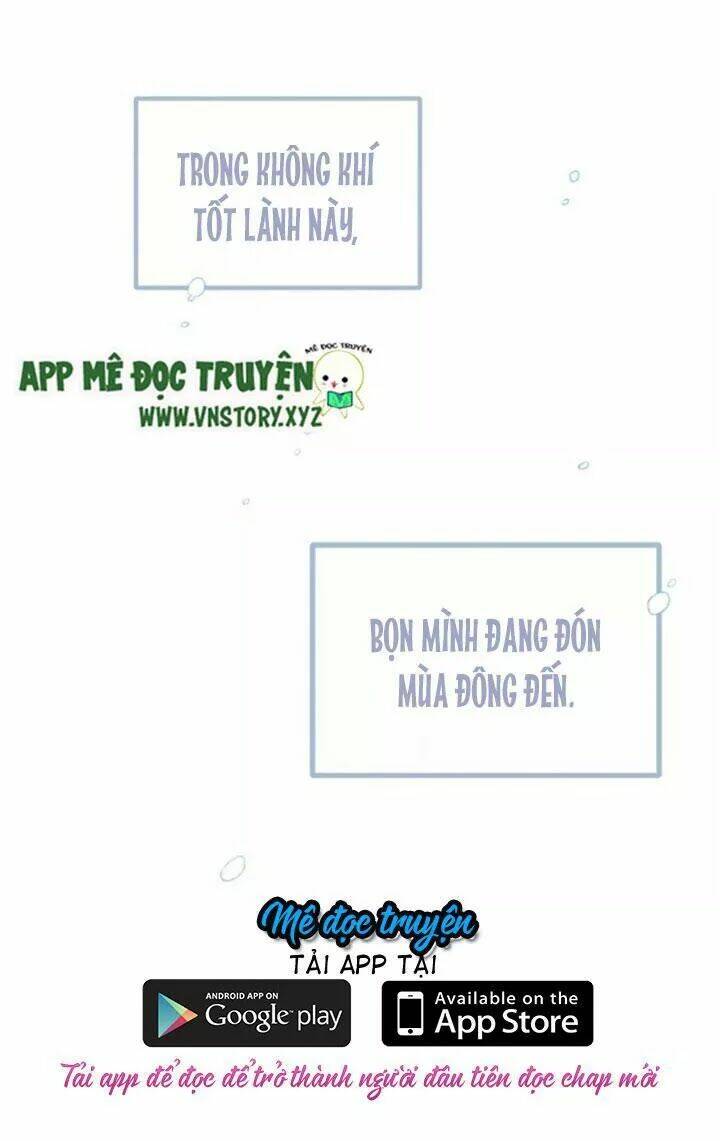 TRONG KHÔNG KHÍ
TỐT LÀNH NÀY,
MÊ ĐỌC TRUYỆN
APP MÊ ĐỌC TRUYỆN
WWW.VNSTORY.XYZ
BỌN MÌNH ĐANG ĐÓN
MÙA ĐÔNG ĐẾN.
Mê đọc truyện
TẢI APP TẠI
ANDROID APP ON
Google play
Available on the
App Store
Tải app để đọc để trở thành người đâu tiên đọc chap mới